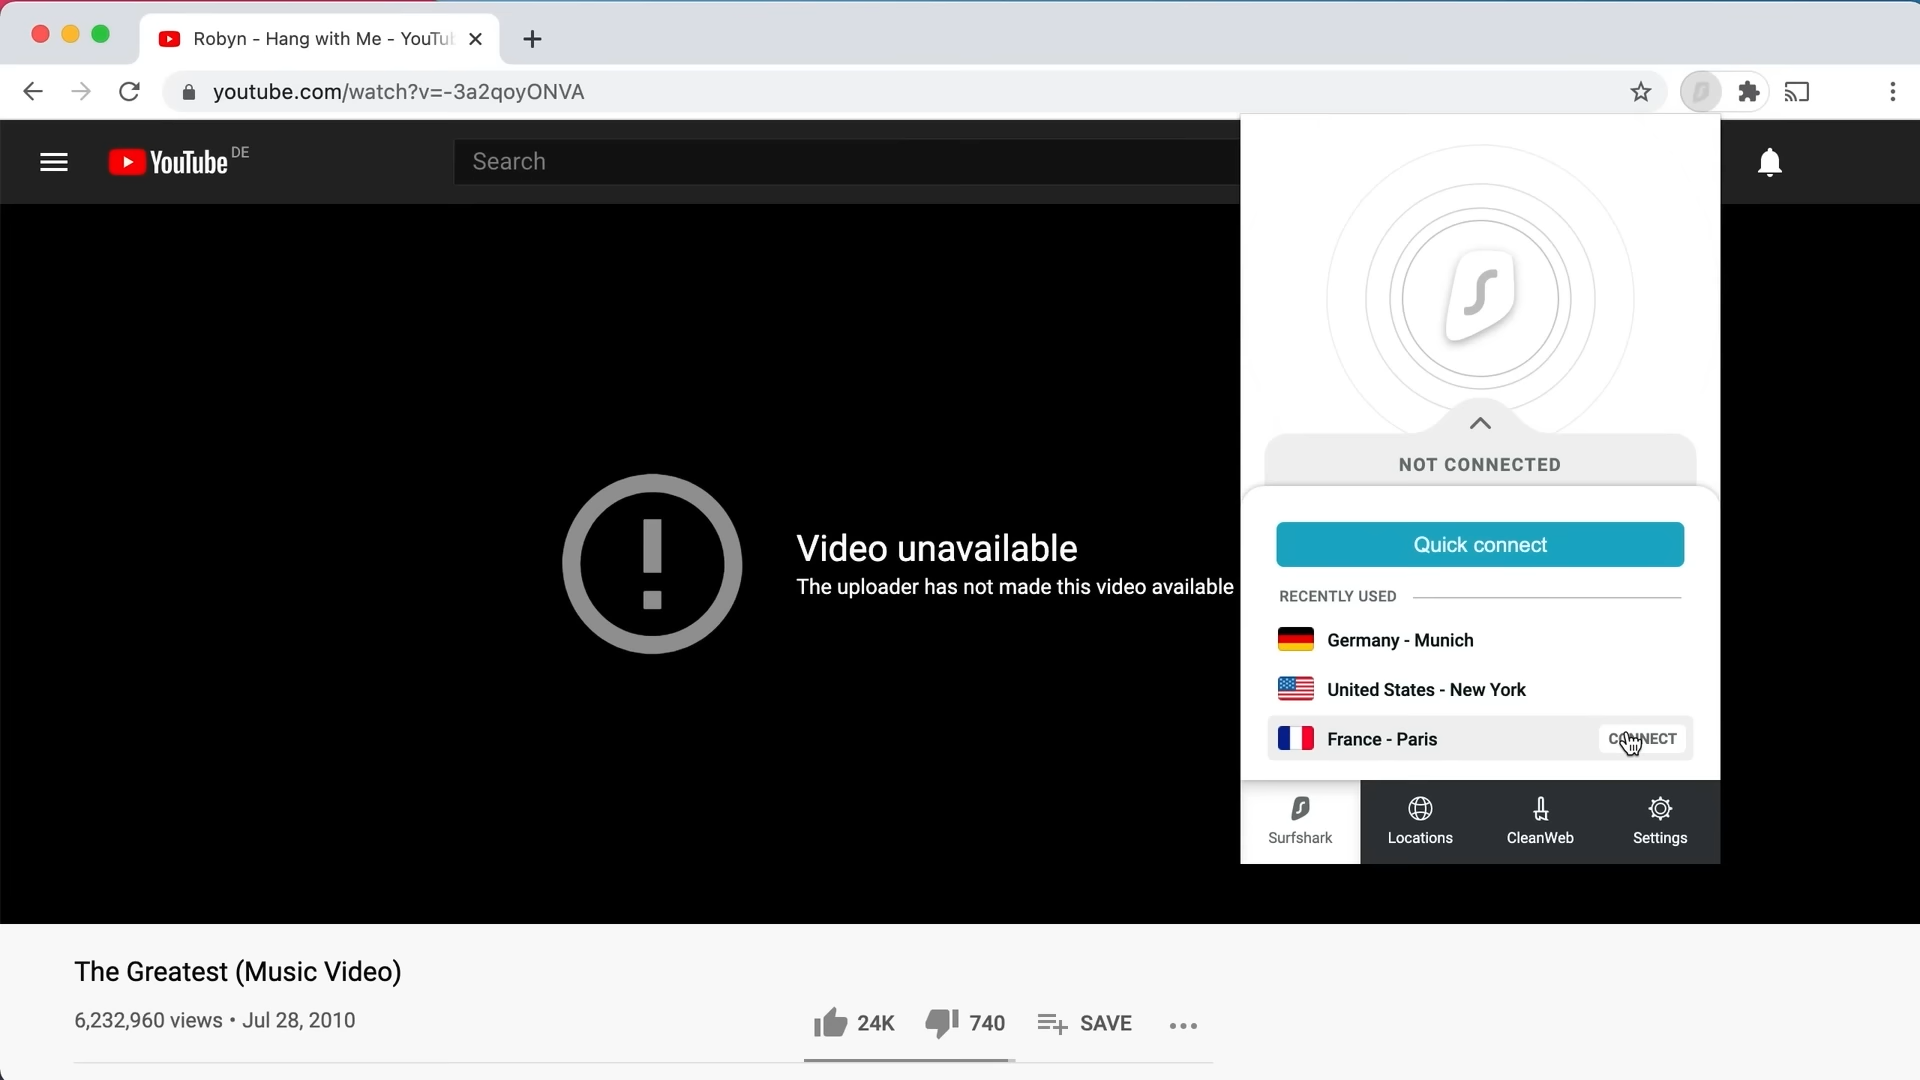 Robyn - Hang with Me - YouTu
youtube.com/watch?v=-3a2qoyONVA
YouTube DE
Search
NOT CONNECTED
Quick connect
Video unavailable
The uploader has not made this video available
RECENTLY USED
Germany - Munich
United States - New York
France - Paris
CONNECT
Surfshark
Locations
CleanWeb
Settings
The Greatest (Music Video)
6,232,960 views • Jul 28, 2010
24K
740
SAVE